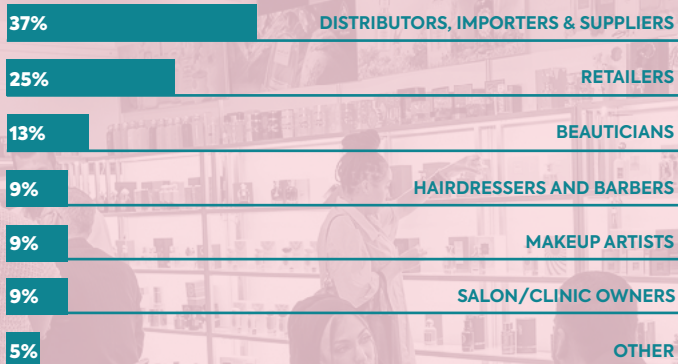 37% DISTRIBUTORS, IMPORTERS & SUPPLIERS
25% RETAILERS
13% BEAUTICIANS
9% HAIRDRESSERS AND BARBERS
9% MAKEUP ARTISTS
9% SALON/CLINIC OWNERS
5% OTHER